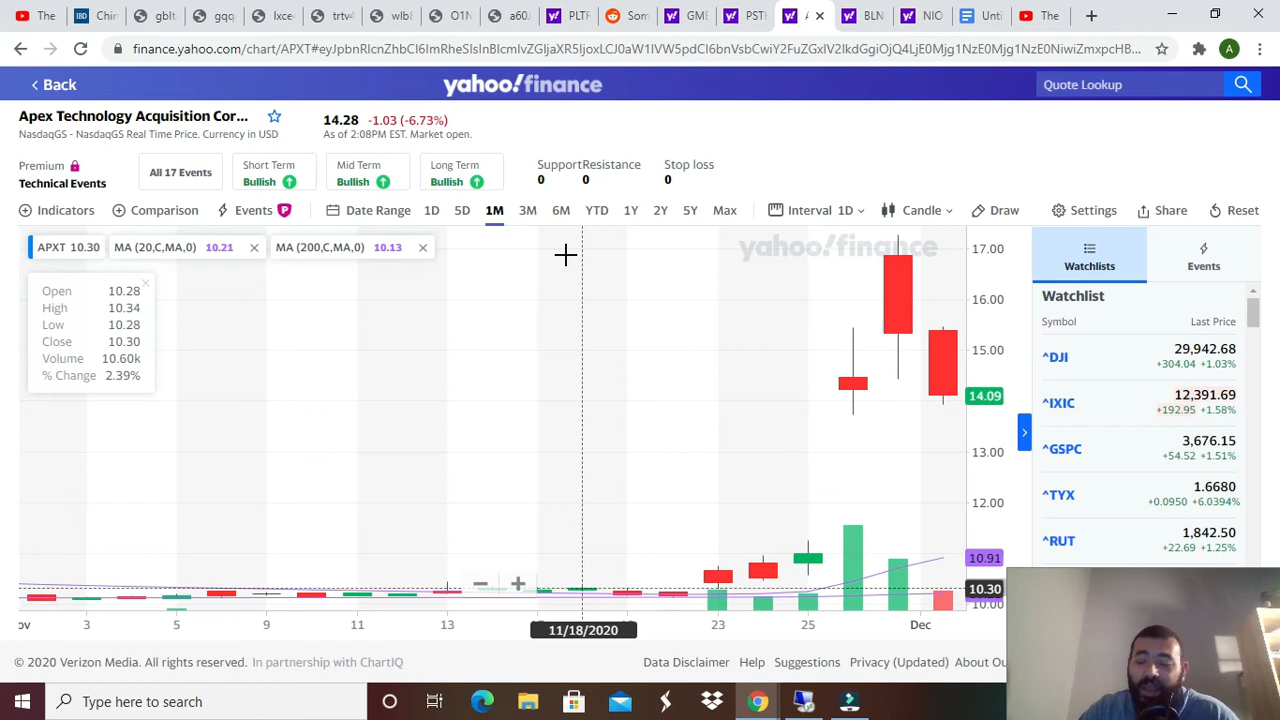 The
IBD
Chin
gblt
gqq
lxce
trtv4
wlb8
O1N
a60J
PLTR
Som
GME
PST
A
BLN
NIO
Unti
The
finance.yahoo.com/chart/APXT#
Back
yahoo!finance
Quote Lookup
Apex Technology Acquisition Cor...
NasdaqGS - NasdaqGS Real Time Price. Currency in USD
14.28 -1.03 (-6.73%)
As of 2:08PM EST. Market open.
Premium
Technical Events
All 17 Events
Short Term
Bullish
Mid Term
Bullish
Long Term
Bullish
Support
0
Resistance
0
Stop loss
0
Indicators
Comparison
Events
Date Range
1D 5D 1M 3M 6M YTD 1Y 2Y 5Y Max
Interval 1D
Candle
Draw
Settings
Share
Reset
APXT 10.30
MA (20,C,MA,0) 10.21
MA (200,C,MA,0) 10.13
yahoo!finance
Open 10.28
High 10.34
Low 10.28
Close 10.30
Volume 10.60k
% Change 2.39%
17.00
16.00
15.00
14.09
13.00
12.00
10.91
10.30
10.00
ov 3 5 9 11 13 11/18/2020 23 25 Dec
Watchlists
Events
Watchlist
Symbol Last Price
^DJI 29,942.68
+304.04 +1.03%
^IXIC 12,391.69
+192.95 +1.58%
^GSPC 3,676.15
+54.52 +1.51%
^TYX 1.6680
+0.0950 +6.0394%
^RUT 1,842.50
+22.69 +1.25%
© 2020 Verizon Media. All rights reserved. In partnership with ChartIQ
Data Disclaimer Help Suggestions Privacy (Updated) About Ou
Type here to search